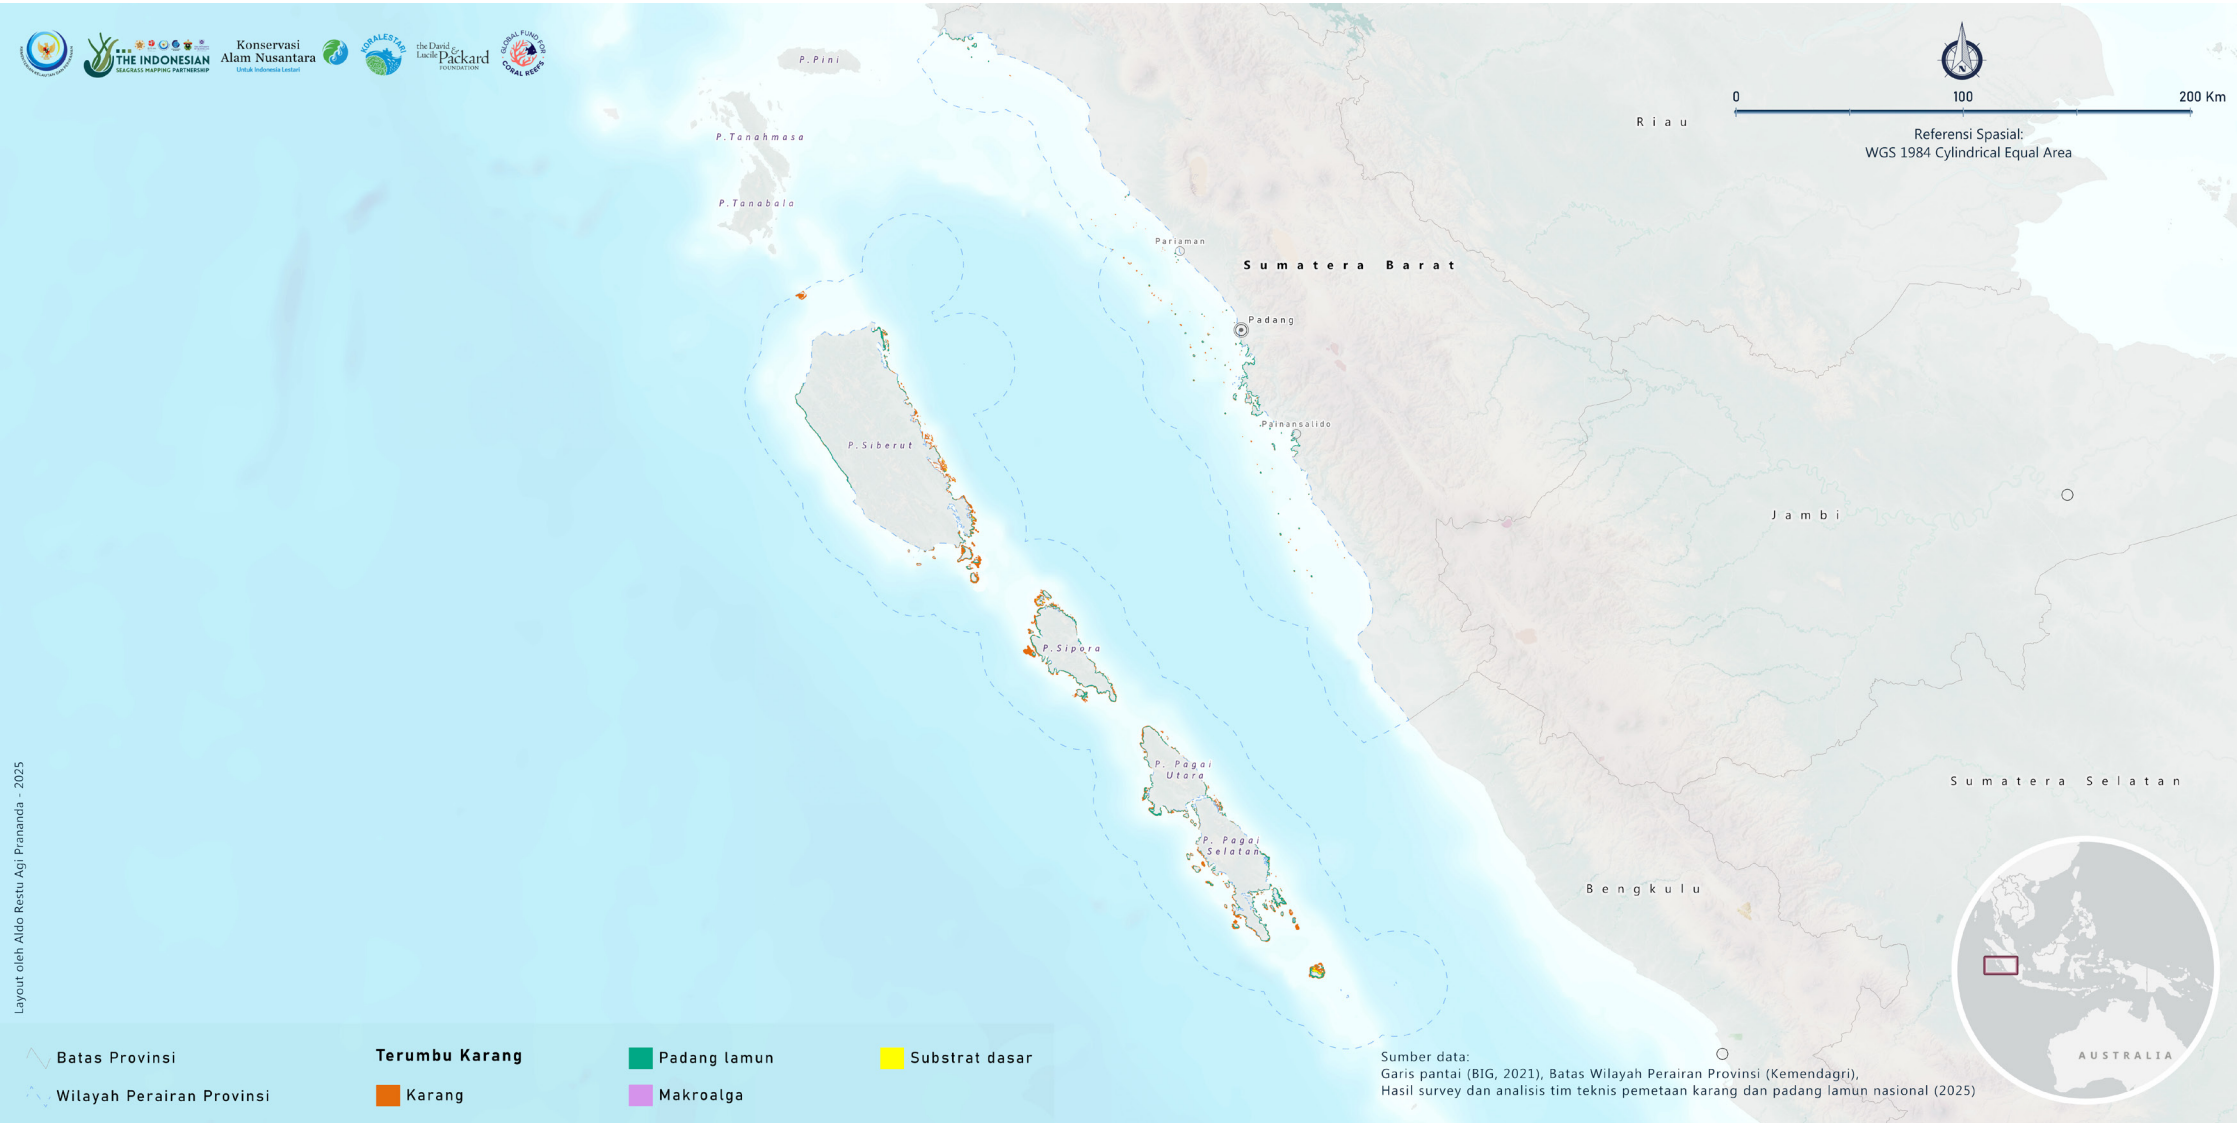 THE INDONESIAN
SEAGRASS MAPPING PARTNERSHIP
Konservasi
Alam Nusantara
Untuk Indonesia Lestari
KORALESTARI
the David &
Lucile Packard
FOUNDATION
GLOBAL FUND FOR
CORAL REEFS
0 100 200 Km
Referensi Spasial:
WGS 1984 Cylindrical Equal Area
P.Pini
Riau
P.Tanahmasa
P.Tanabala
Pariaman
Sumatera Barat
Padang
Painansalido
P.Siberut
Jambi
P.Sipora
P. Pagai
Utara
Sumatera Selatan
P. Pagai
Selatan
Bengkulu
AUSTRALIA
Layout oleh Aldo Restu Agi Prananda - 2025
Batas Provinsi
Wilayah Perairan Provinsi
Terumbu Karang
Karang
Padang lamun
Makroalga
Substrat dasar
Sumber data:
Garis pantai (BIG, 2021), Batas Wilayah Perairan Provinsi (Kemendagri),
Hasil survey dan analisis tim teknis pemetaan karang dan padang lamun nasional (2025)